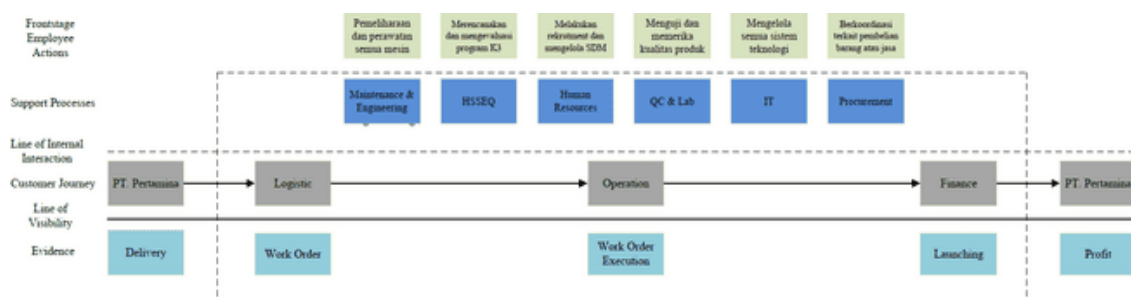 Frontstage
Employee
Actions
Pemeliharaan
dan perawatan
semua mesin
Merencanakan
dan mengevaluasi
program K3
Melakukan
rekrutment dan
mengelola SDM
Menguji dan
memerika
kualitas produk
Mengelola
semua sistem
teknologi
Berkoordinasi
terkait pembelian
barang atau jasa
Support Processes
Maintenance &
Engineering
HSSEQ
Human
Resources
QC & Lab
IT
Procurement
Line of Internal
Interaction
Customer Journey
PT. Pertamina
Logistic
Operation
Finance
PT. Pertamina
Line of
Visibility
Evidence
Delivery
Work Order
Work Order
Execution
Launching
Profit